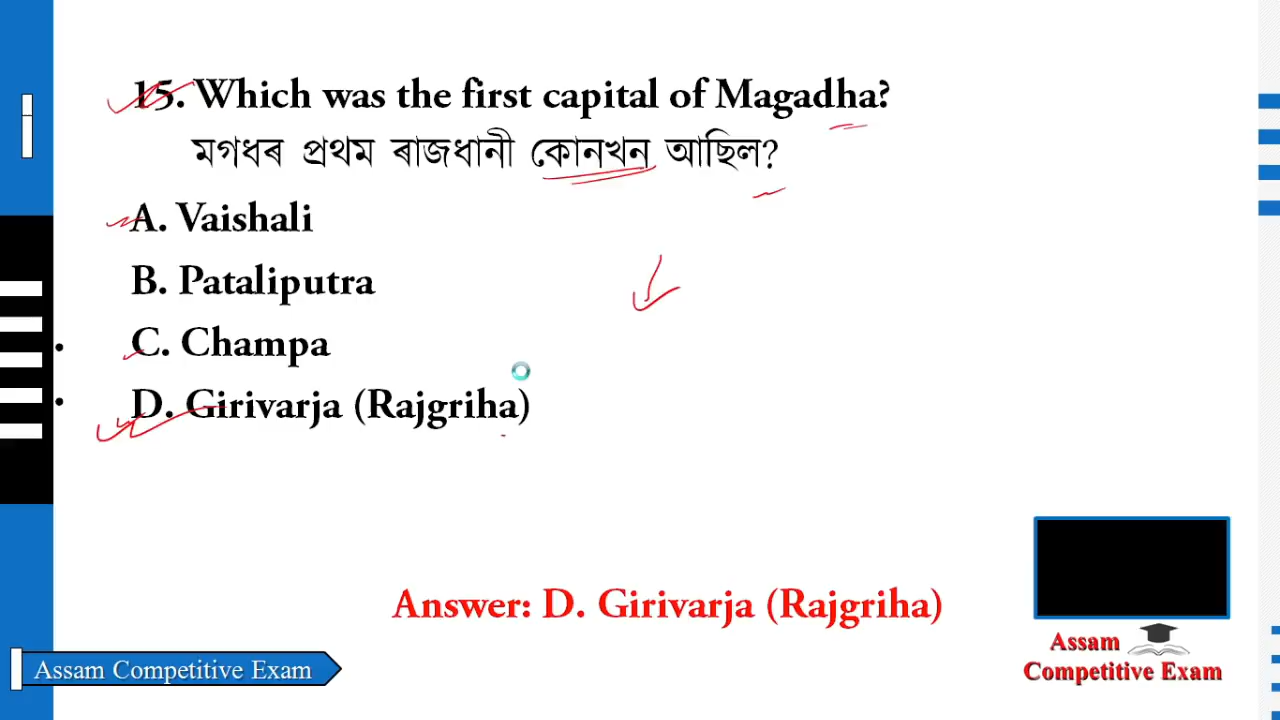 15. Which was the first capital of Magadha?
মগধৰ প্ৰথম ৰাজধানী কোনখন আছিল?
A. Vaishali
B. Pataliputra
C. Champa
D. Girivarja (Rajgriha)
Answer: D. Girivarja (Rajgriha)
Assam Competitive Exam
Assam
Competitive Exam